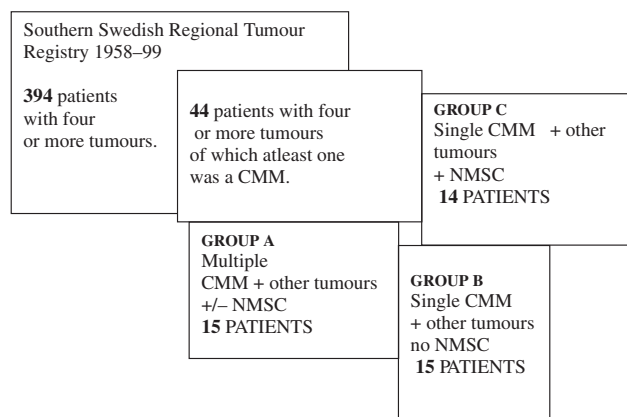 Southern Swedish Regional Tumour
Registry 1958–99
394 patients
with four
or more tumours.
44 patients with four
or more tumours
of which atleast one
was a CMM.
GROUP C
Single CMM + other
tumours
+ NMSC
14 PATIENTS
GROUP A
Multiple
CMM + other tumours
+/– NMSC
15 PATIENTS
GROUP B
Single CMM
+ other tumours
no NMSC
15 PATIENTS